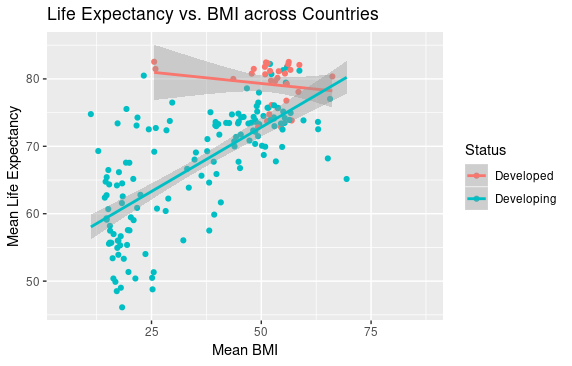 Life Expectancy vs. BMI across Countries
Mean Life Expectancy
80
70
60
50
25
50
75
Mean BMI
Status
Developed
Developing